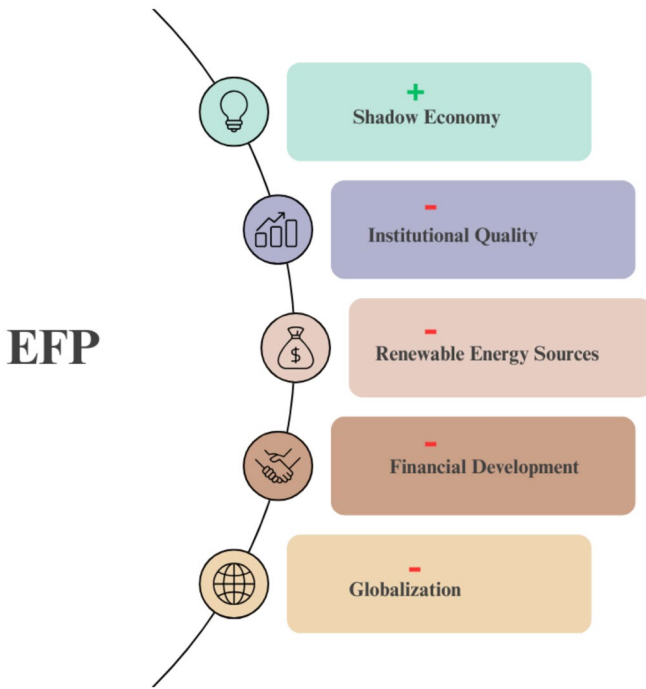 +
Shadow Economy
-
Institutional Quality
EFP
$
-
Renewable Energy Sources
-
Financial Development
-
Globalization